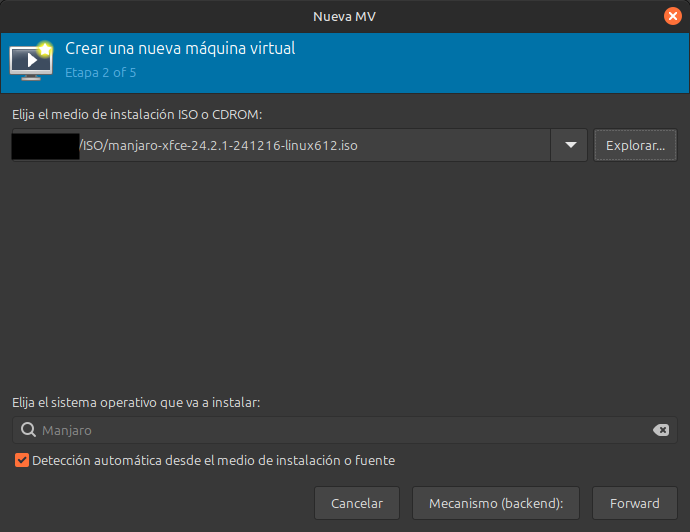 Nueva MV
Crear una nueva máquina virtual
Etapa 2 of 5
Elija el medio de instalación ISO o CDROM:
/ISO/manjaro-xfce-24.2.1-241216-linux612.iso
Explorar...
Elija el sistema operativo que va a instalar:
Manjaro
Detección automática desde el medio de instalación o fuente
Cancelar
Mecanismo (backend):
Forward